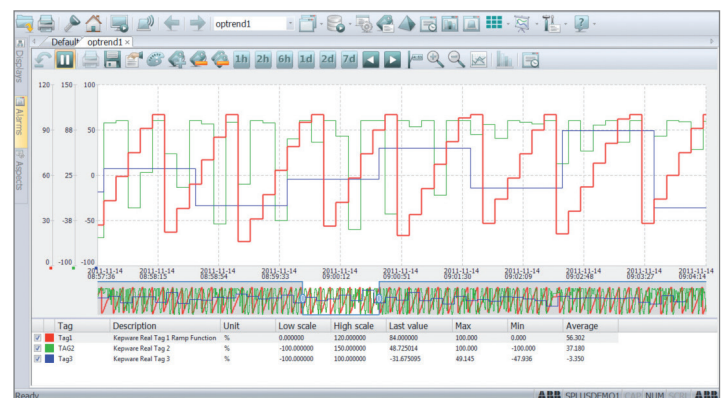 optrend1
Default optrend1 ×
1h 2h 6h 1d 2d 7d
Displays
Alarms
Aspects
120 150 100
90 88 50
60 25 0
30 -38 -50
0 -100 -100
2011-11-14 2011-11-14 2011-11-14 2011-11-14 2011-11-14 2011-11-14 2011-11-14 2011-11-14 2011-11-14 2011-11-14
08:57:36 08:58:15 08:58:54 08:59:33 09:00:12 09:00:51 09:01:30 09:02:09 09:02:48 09:03:27 09:04:14
Tag Description Unit Low scale High scale Last value Max Min Average
Tag1 Kepware Real Tag 1 Ramp Function % 0.000000 120.000000 84.000000 100.000 0.000 56.302
TAG2 Kepware Real Tag 2 % -100.000000 150.000000 48.725014 100.000 -100.000 37.180
Tag3 Kepware Real Tag 3 % -100.000000 100.000000 -31.675095 49.145 -47.936 -3.350
Ready ABB SPLUSDEMO1 CAP NUM SCRL ABB